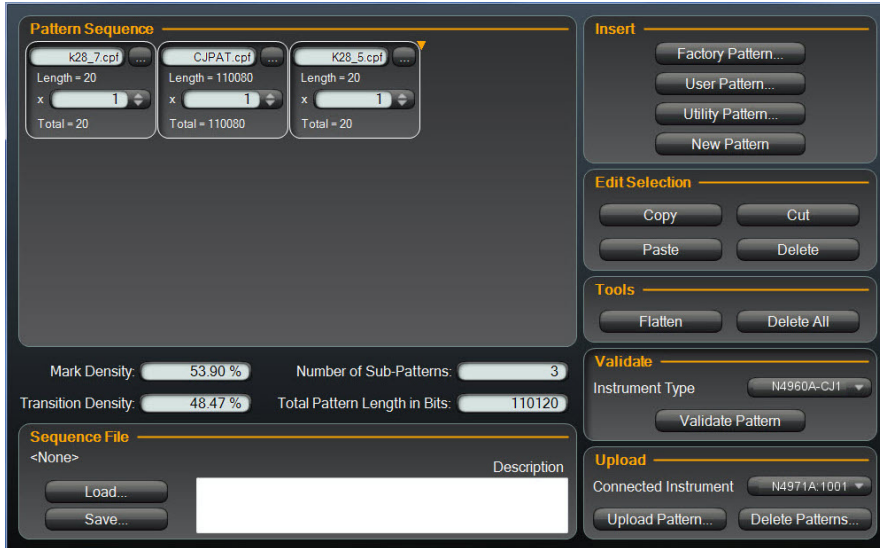 Pattern Sequence
k28_7.cpf ... CJPAT.cpf ... K28_5.cpf ...
Length = 20 Length = 110080 Length = 20
x 1 x 1 x 1
Total = 20 Total = 110080 Total = 20
Mark Density: 53.90 % Number of Sub-Patterns: 3
Transition Density: 48.47 % Total Pattern Length in Bits: 110120
Sequence File
<None>
Description
Load...
Save...
Insert
Factory Pattern...
User Pattern...
Utility Pattern...
New Pattern
Edit Selection
Copy Cut
Paste Delete
Tools
Flatten Delete All
Validate
Instrument Type N4960A-CJ1
Validate Pattern
Upload
Connected Instrument N4971A:1001
Upload Pattern... Delete Patterns...